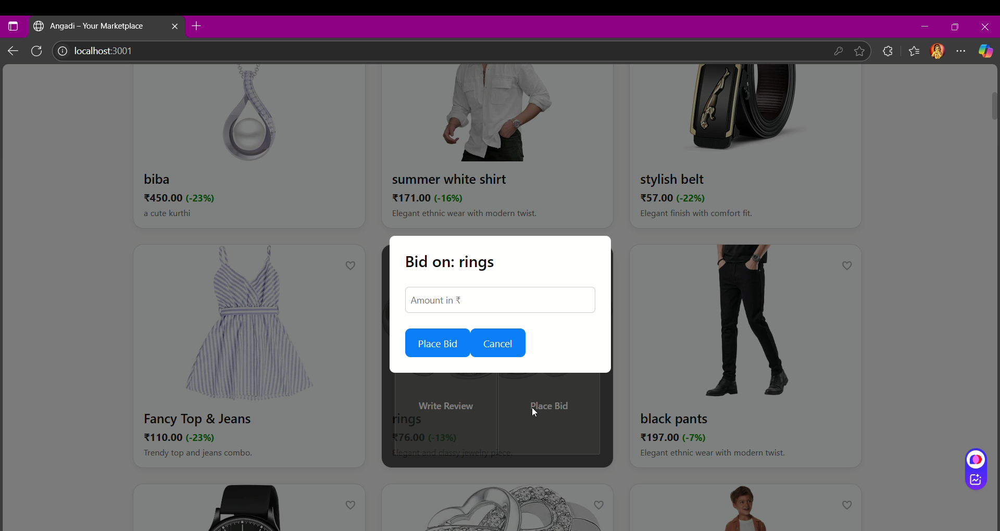 Angadi – Your Marketplace
localhost:3001
biba
₹450.00 (-23%)
a cute kurthi
summer white shirt
₹171.00 (-16%)
Elegant ethnic wear with modern twist.
stylish belt
₹57.00 (-22%)
Elegant finish with comfort fit.
Bid on: rings
Amount in ₹
Place Bid
Cancel
Fancy Top & Jeans
₹110.00 (-23%)
Trendy top and jeans combo.
Write Review
Place Bid
rings
₹76.00 (-13%)
Elegant and classy jewelry piece.
black pants
₹197.00 (-7%)
Elegant ethnic wear with modern twist.